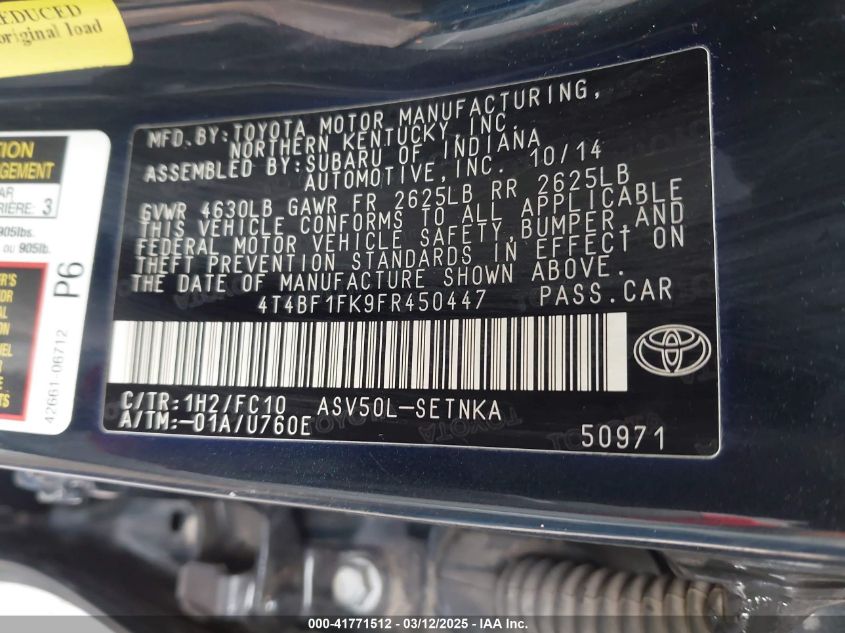 REDUCED
original load
MFD. BY: TOYOTA MOTOR MANUFACTURING,
NORTHERN KENTUCKY, INC.
ASSEMBLED BY: SUBARU OF INDIANA
AUTOMOTIVE, INC. 10/14
GVWR 4630LB GAWR FR 2625LB RR 2625LB
THIS VEHICLE CONFORMS TO ALL APPLICABLE
FEDERAL MOTOR VEHICLE SAFETY, BUMPER, AND
THEFT PREVENTION STANDARDS IN EFFECT ON
THE DATE OF MANUFACTURE SHOWN ABOVE.
4T4BF1FK9FR450447 PASS.CAR
C/TR: 1H2/FC10 ASV50L-SETNKA
A/TM: -01A/U760E
50971
3
905lbs.
OU 905lb.
P6
42661-06712
000-41771512 - 03/12/2025 - IAA Inc.